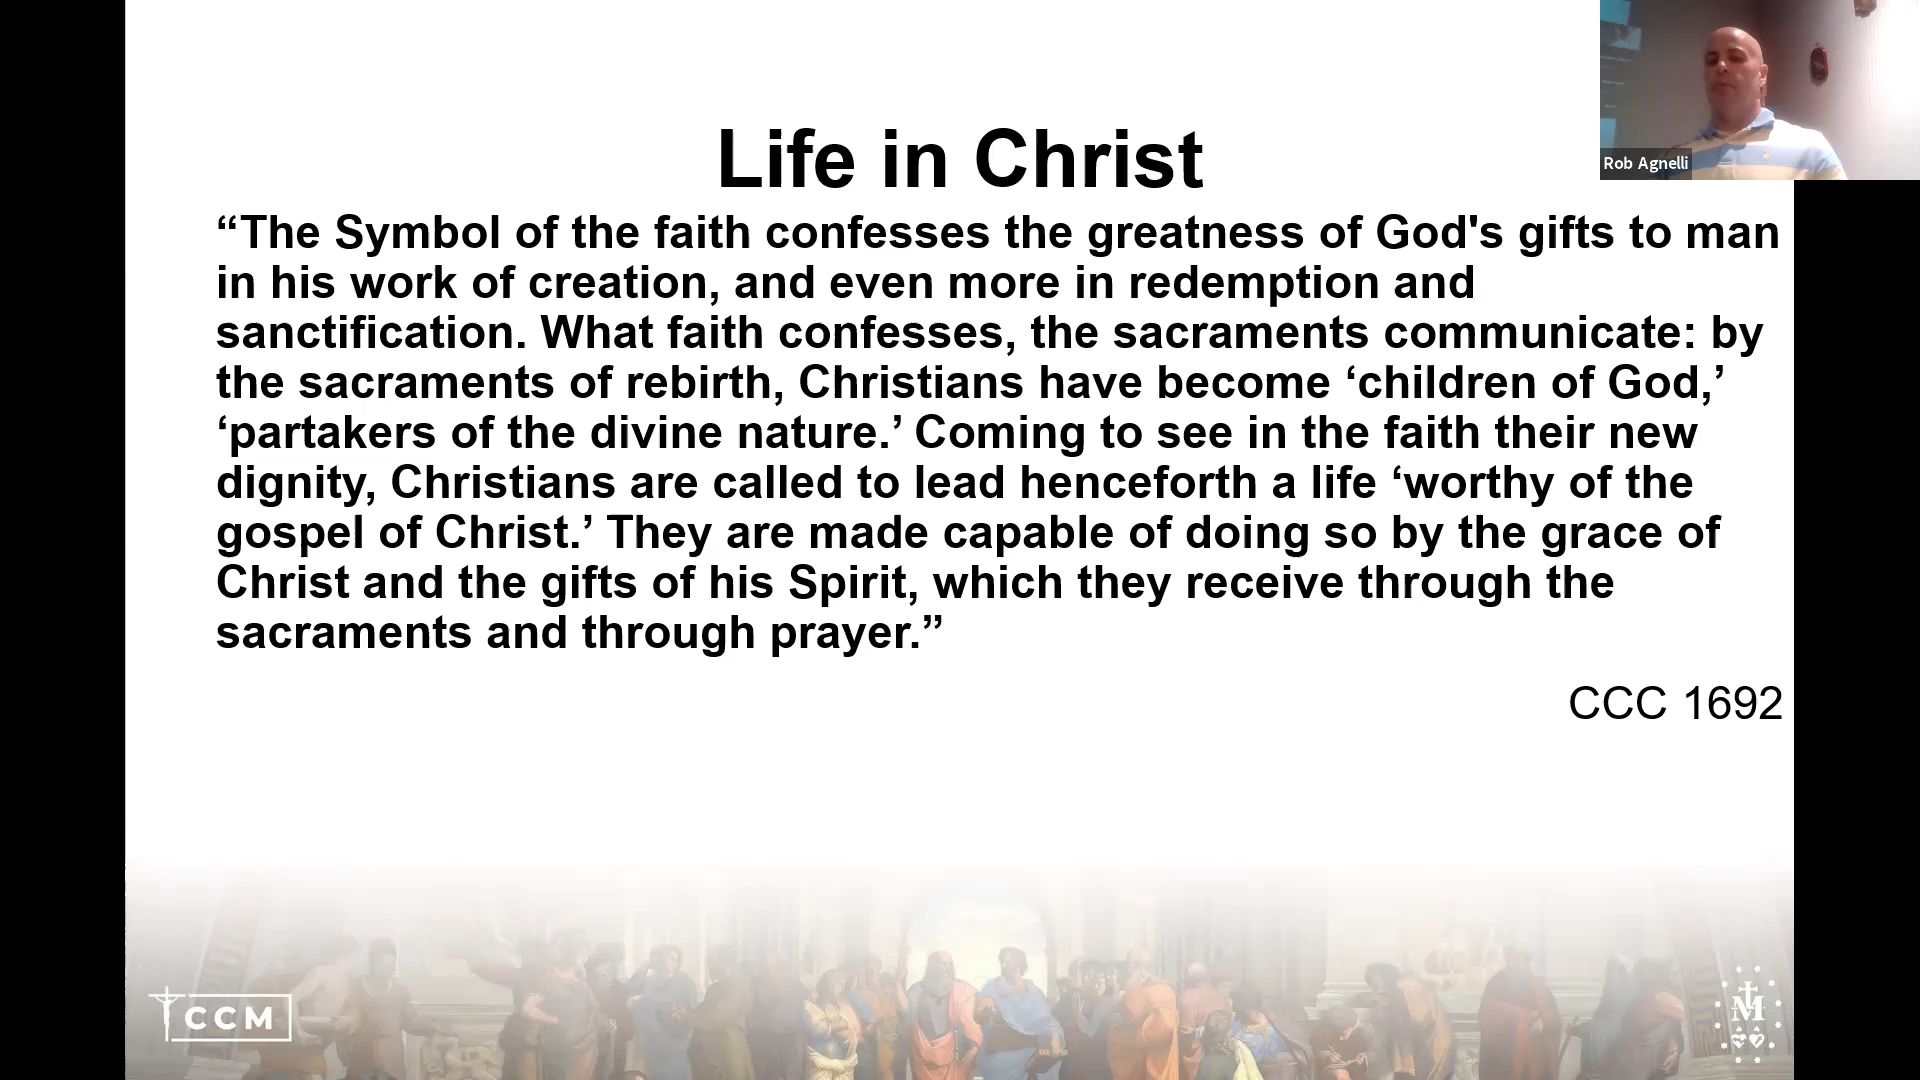 Rob Agnelli
Life in Christ
“The Symbol of the faith confesses the greatness of God's gifts to man
in his work of creation, and even more in redemption and
sanctification. What faith confesses, the sacraments communicate: by
the sacraments of rebirth, Christians have become ‘children of God,’
‘partakers of the divine nature.’ Coming to see in the faith their new
dignity, Christians are called to lead henceforth a life ‘worthy of the
gospel of Christ.’ They are made capable of doing so by the grace of
Christ and the gifts of his Spirit, which they receive through the
sacraments and through prayer.”
CCC 1692
CCM
M